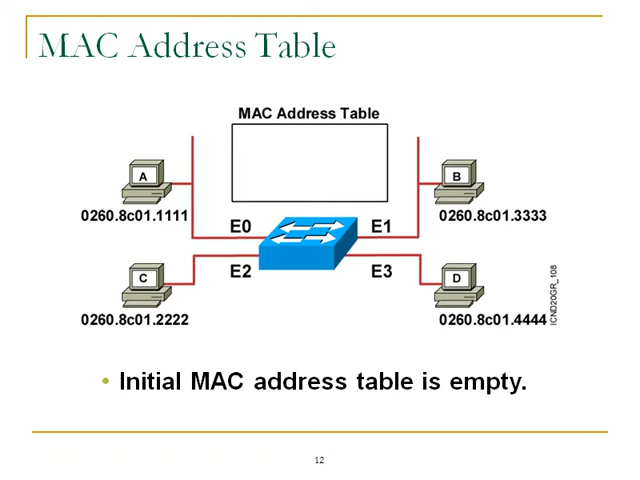 MAC Address Table
MAC Address Table
A
B
0260.8c01.1111
0260.8c01.3333
E0
E1
E2
E3
C
D
0260.8c01.2222
0260.8c01.4444
ICND20GR_108
• Initial MAC address table is empty.
12